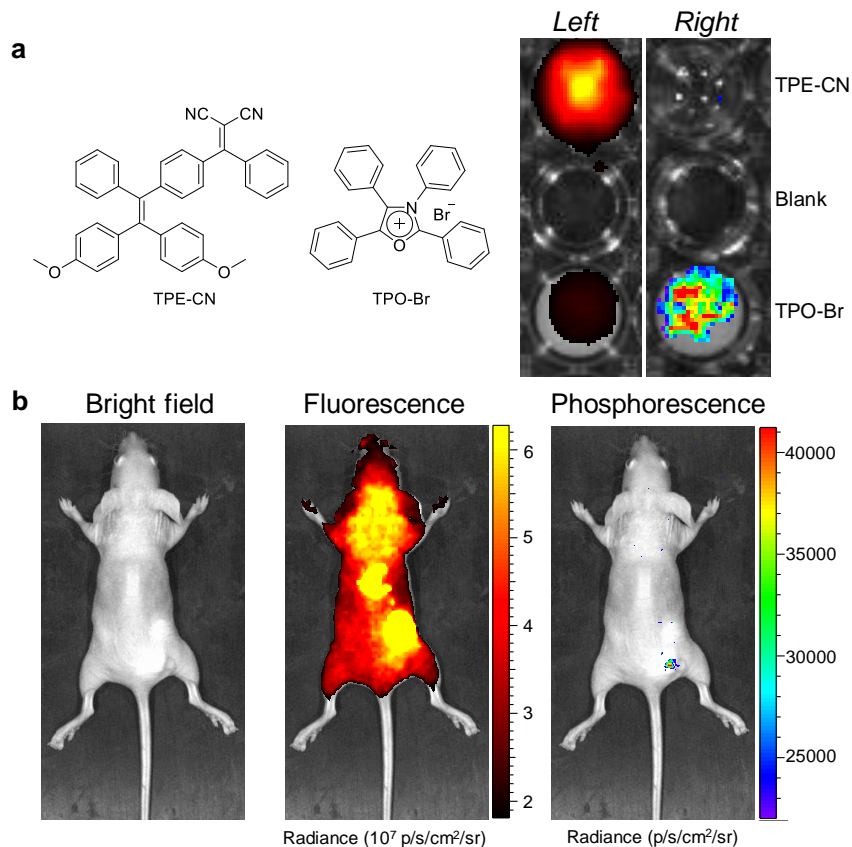 a
Left Right
NC CN
TPE-CN
O
O
TPE-CN
N
+
O
Br−
TPO-Br
Blank
TPO-Br
b
Bright field Fluorescence Phosphorescence
6
5
4
3
2
40000
35000
30000
25000
Radiance (10⁷ p/s/cm²/sr) Radiance (p/s/cm²/sr)